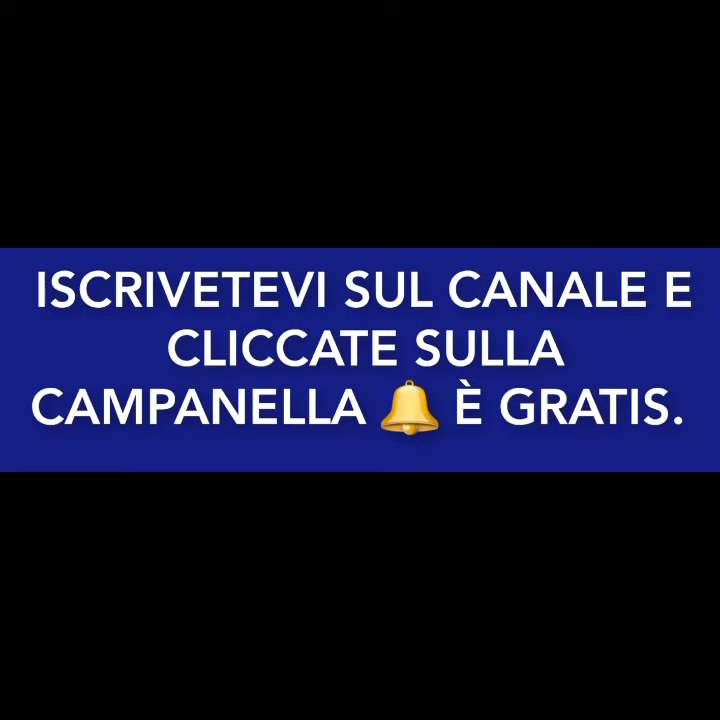 ISCRIVETEVI SUL CANALE E
CLICCATE SULLA
CAMPANELLA 🔔 È GRATIS.